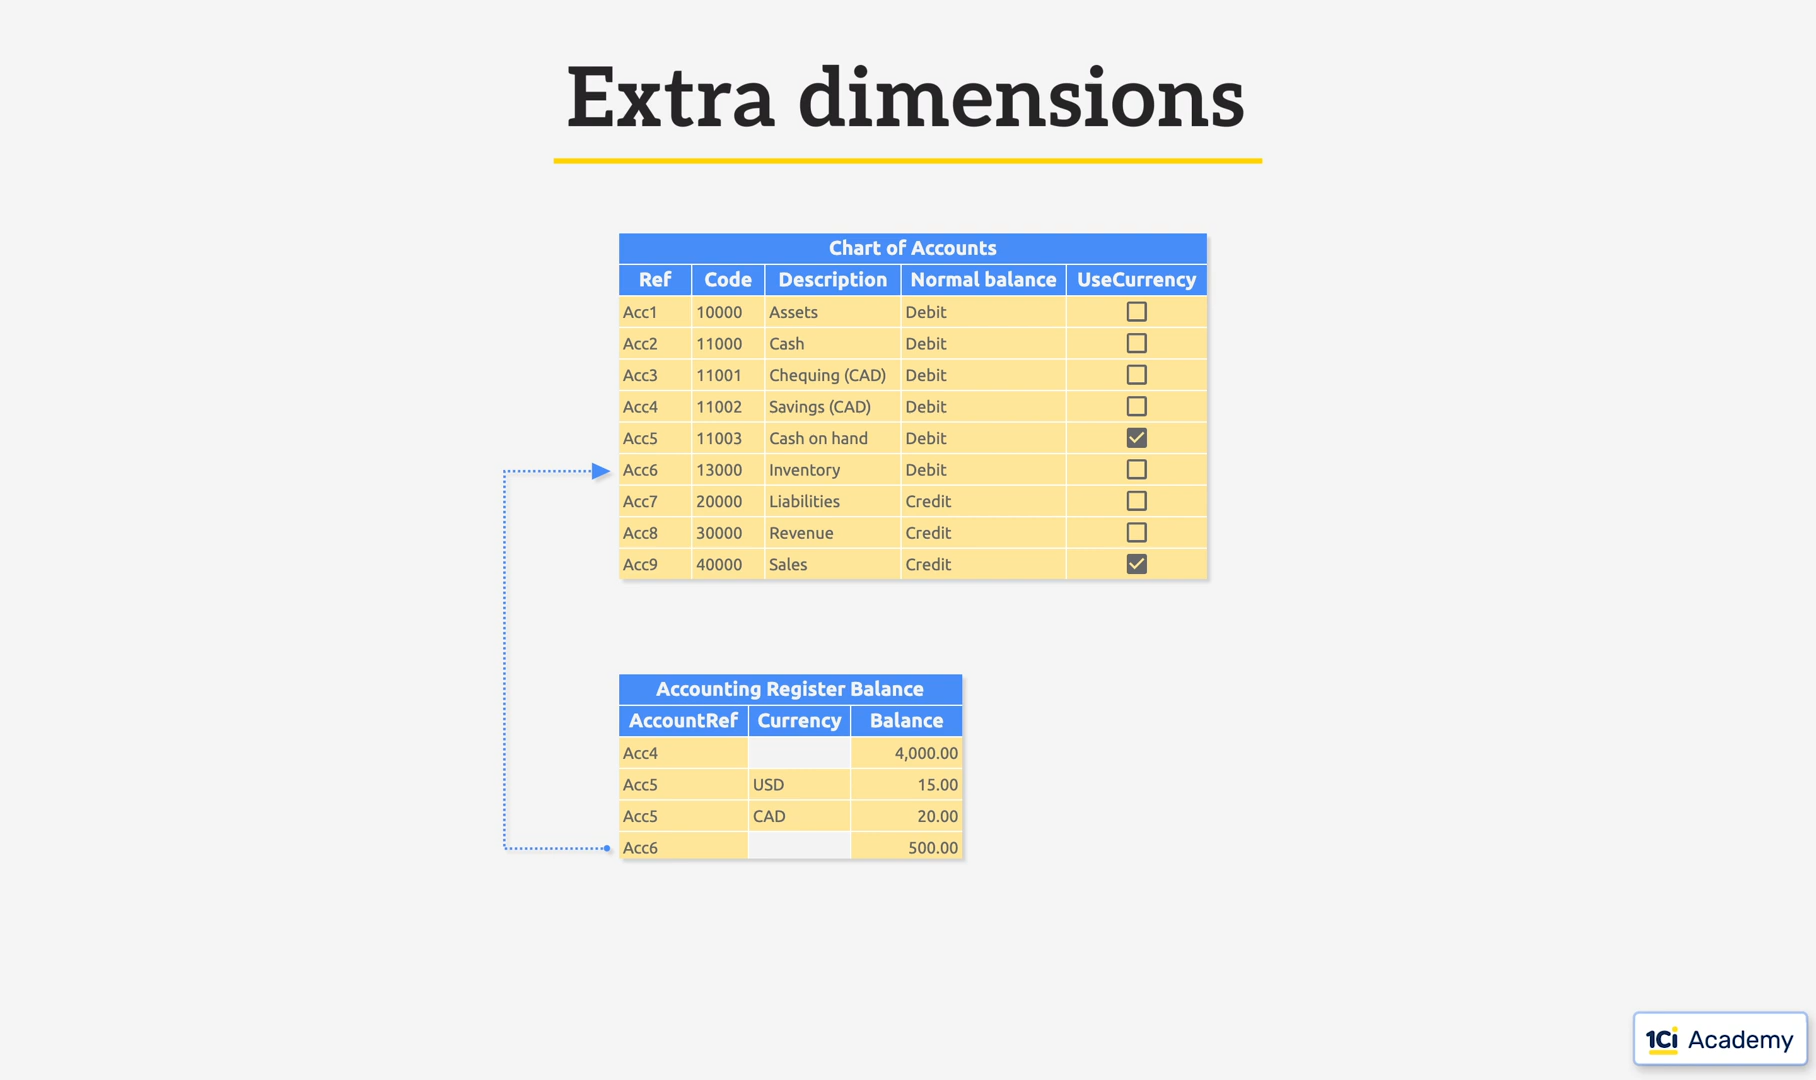 Extra dimensions
Chart of Accounts
Ref Code Description Normal balance UseCurrency
Acc1 10000 Assets Debit
Acc2 11000 Cash Debit
Acc3 11001 Chequing (CAD) Debit
Acc4 11002 Savings (CAD) Debit
Acc5 11003 Cash on hand Debit
Acc6 13000 Inventory Debit
Acc7 20000 Liabilities Credit
Acc8 30000 Revenue Credit
Acc9 40000 Sales Credit
Accounting Register Balance
AccountRef Currency Balance
Acc4 4,000.00
Acc5 USD 15.00
Acc5 CAD 20.00
Acc6 500.00
1Ci Academy